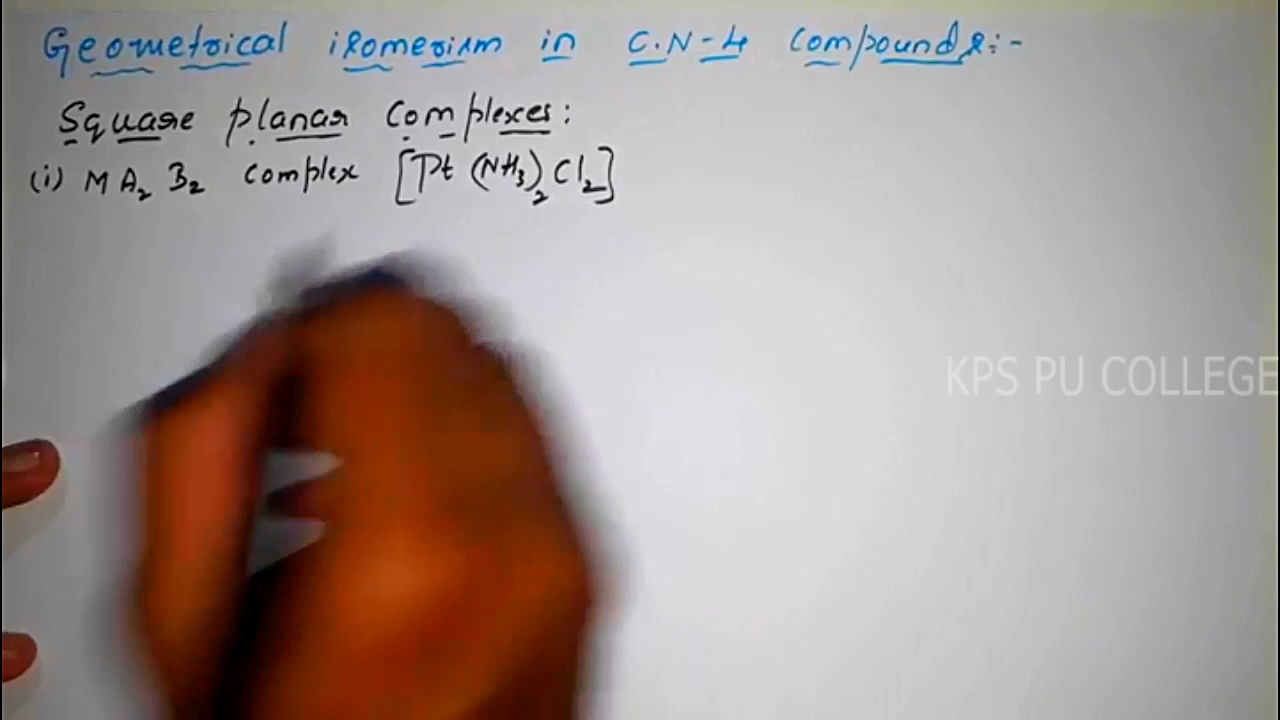 Geometrical isomerism in C.N-4 compounds:-
Square planar complexes:
(i) MA₂B₂ complex [Pt(NH₃)₂Cl₂]
KPS PU COLLEGE